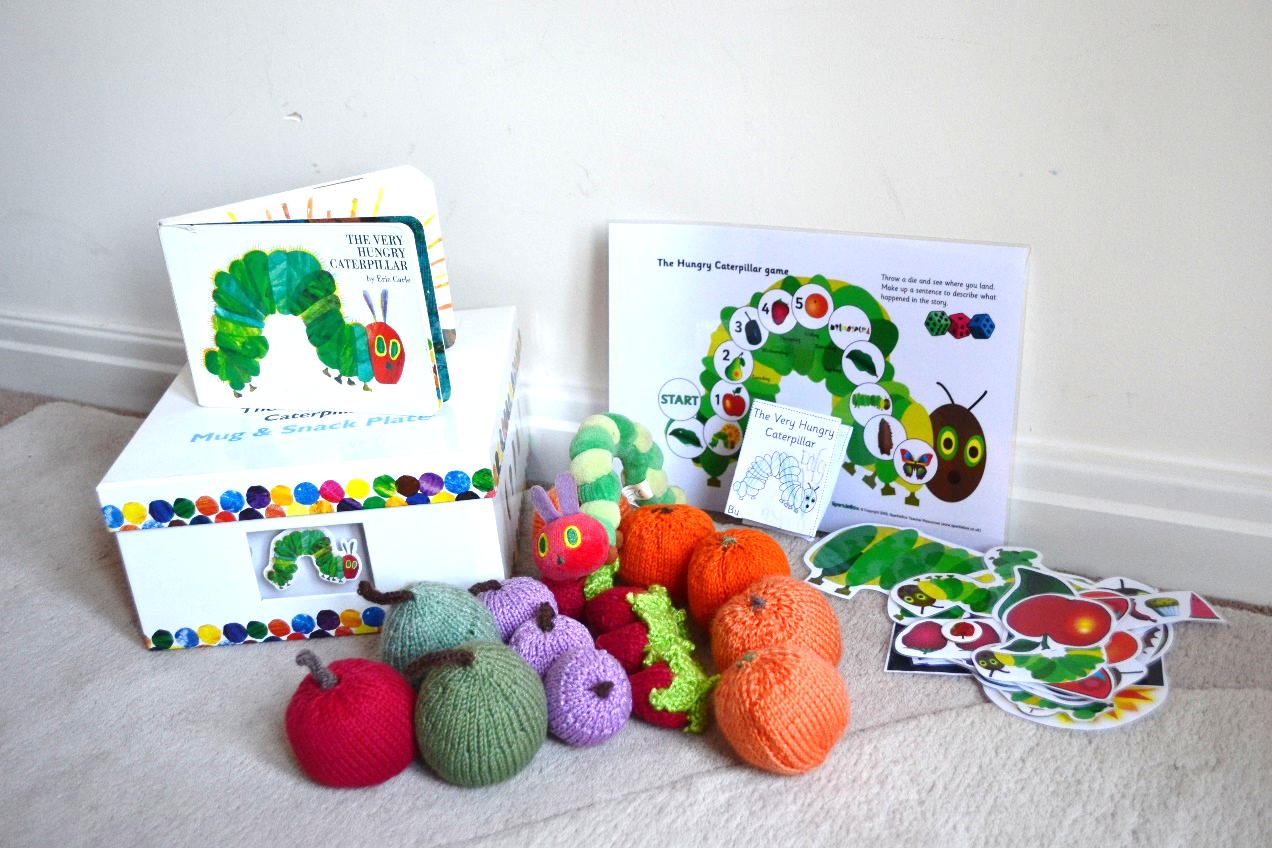 THE VERY
HUNGRY
CATERPILLAR
by Eric Carle
Mug & Snack Plate
The Hungry Caterpillar game
Throw a die and see where you land.
Make up a sentence to describe what
happened in the story.
START
1
2
3
4
5
The Very Hungry
Caterpillar
By